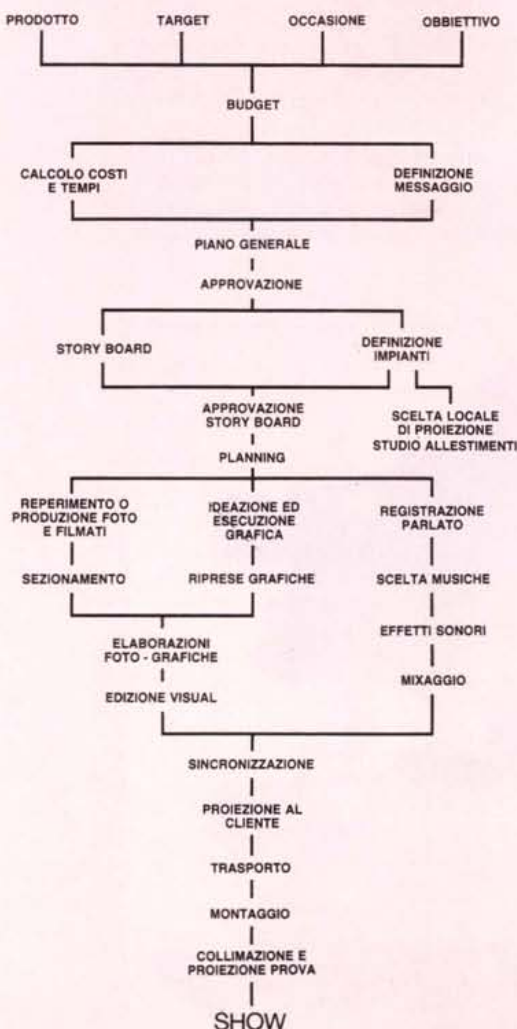 PRODOTTO
TARGET
OCCASIONE
OBBIETTIVO
BUDGET
CALCOLO COSTI
E TEMPI
DEFINIZIONE
MESSAGGIO
PIANO GENERALE
APPROVAZIONE
STORY BOARD
DEFINIZIONE
IMPIANTI
APPROVAZIONE
STORY BOARD
SCELTA LOCALE
DI PROIEZIONE
STUDIO ALLESTIMENTI
PLANNING
REPERIMENTO O
PRODUZIONE FOTO
E FILMATI
IDEAZIONE ED
ESECUZIONE
GRAFICA
REGISTRAZIONE
PARLATO
SEZIONAMENTO
RIPRESE GRAFICHE
SCELTA MUSICHE
EFFETTI SONORI
ELABORAZIONI
FOTO - GRAFICHE
MIXAGGIO
EDIZIONE VISUAL
SINCRONIZZAZIONE
PROIEZIONE AL
CLIENTE
TRASPORTO
MONTAGGIO
COLLIMAZIONE E
PROIEZIONE PROVA
SHOW